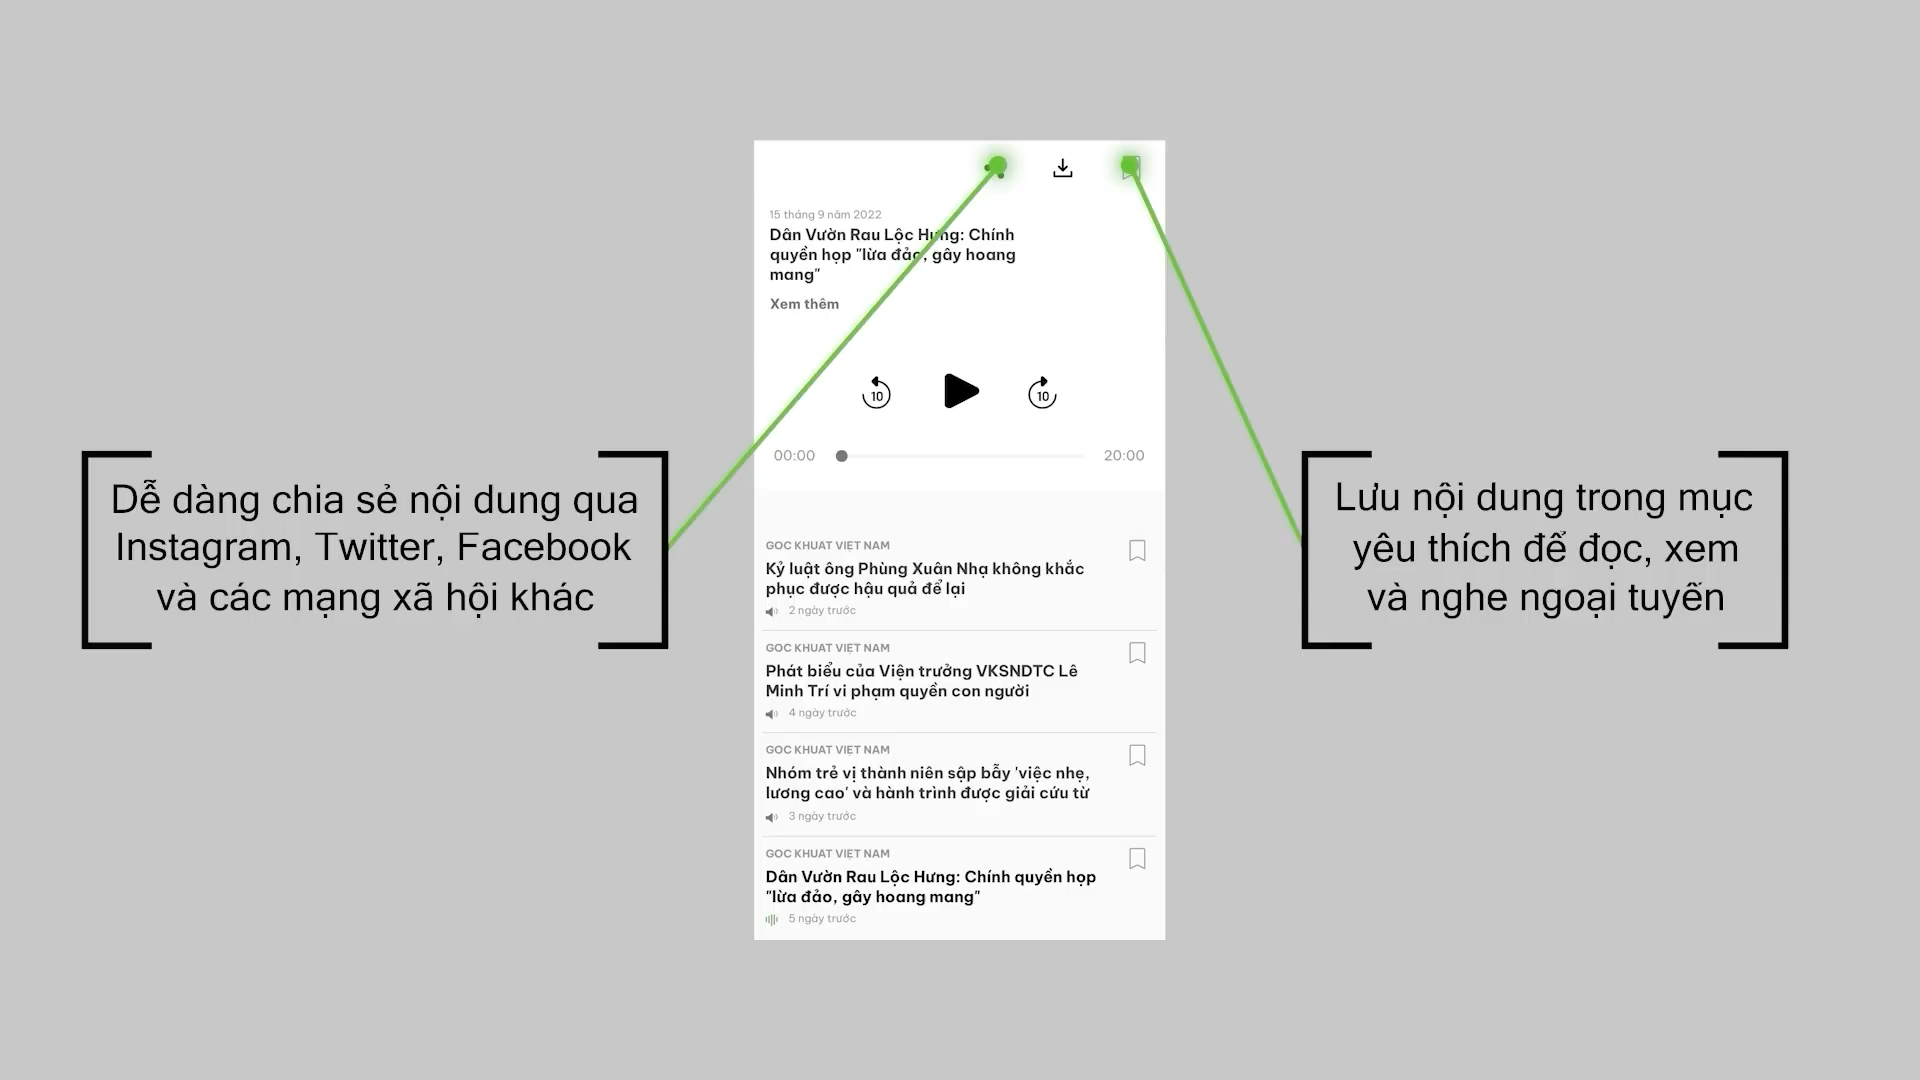 15 tháng 9 năm 2022
Dân Vườn Rau Lộc Hưng: Chính
quyền họp "lừa đảo, gây hoang
mang"
Xem thêm
10
10
00:00
20:00
Dễ dàng chia sẻ nội dung qua
Instagram, Twitter, Facebook
và các mạng xã hội khác
Lưu nội dung trong mục
yêu thích để đọc, xem
và nghe ngoại tuyến
GOC KHUAT VIET NAM
Kỷ luật ông Phùng Xuân Nhạ không khắc
phục được hậu quả để lại
2 ngày trước
GOC KHUAT VIET NAM
Phát biểu của Viện trưởng VKSNDTC Lê
Minh Trí vi phạm quyền con người
4 ngày trước
GOC KHUAT VIET NAM
Nhóm trẻ vị thành niên sập bẫy 'việc nhẹ,
lương cao' và hành trình được giải cứu từ
3 ngày trước
GOC KHUAT VIET NAM
Dân Vườn Rau Lộc Hưng: Chính quyền họp
"lừa đảo, gây hoang mang"
5 ngày trước